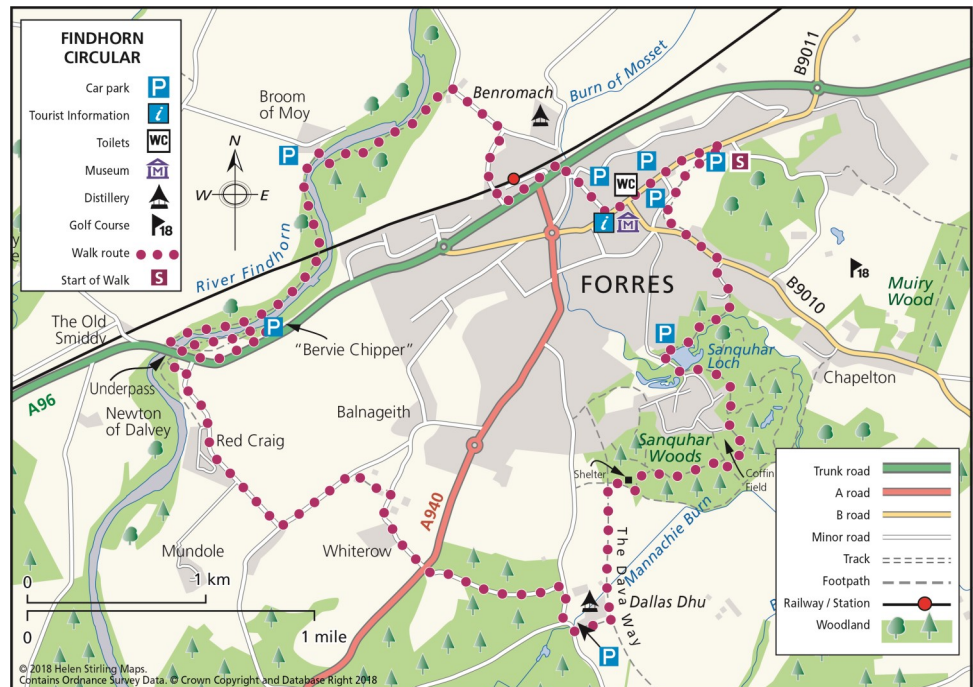 FINDHORN
CIRCULAR
Car park
P
Tourist Information
i
Toilets
WC
Museum
M
Distillery
Golf Course
18
Walk route
Start of Walk
S
N
W
E
S
Broom
of Moy
P
Benromach
Burn of Mosset
B9011
P
P
WC
P
P
S
i
M
River Findhorn
FORRES
18
Muiry
Wood
B9010
The Old
Smiddy
P
"Bervie Chipper"
P
Sanquhar
Loch
Chapelton
Underpass
A96
Newton
of Dalvey
Balnageith
Red Craig
Sanquhar
Woods
Shelter
Coffin
Field
A940
Mannachie Burn
Mundole
Whiterow
The Dava Way
Dallas Dhu
P
0
1 km
0
1 mile
Trunk road
A road
B road
Minor road
Track
Footpath
Railway / Station
Woodland
© 2018 Helen Stirling Maps.
Contains Ordnance Survey Data. © Crown Copyright and Database Right 2018